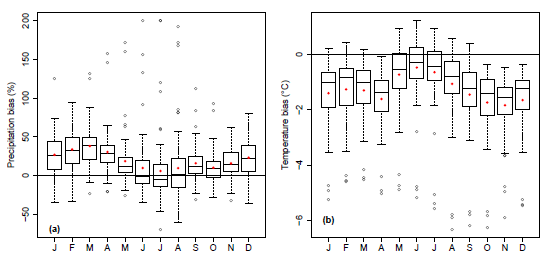 Precipitation bias (%)
200
150
100
50
0
−50
(a)
J F M A M J J A S O N D
Temperature bias (°C)
0
−2
−4
−6
(b)
J F M A M J J A S O N D